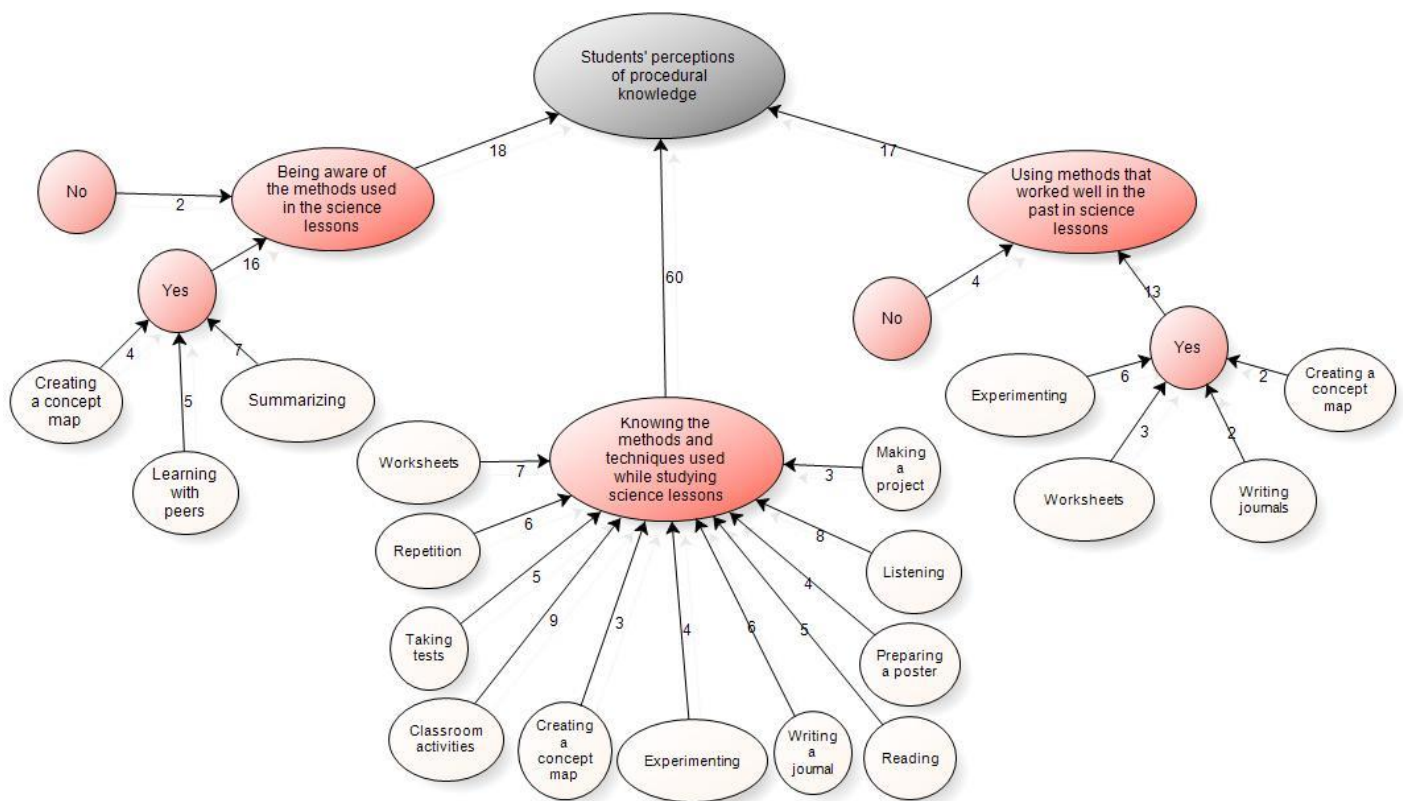 Students' perceptions
of procedural
knowledge
18
17
60
No
2
Being aware of
the methods used
in the science
lessons
16
Yes
4
5
7
Creating
a concept
map
Learning
with
peers
Summarizing
Using methods that
worked well in the
past in science
lessons
No
4
13
Yes
6
3
2
2
Experimenting
Worksheets
Writing
journals
Creating a
concept
map
Knowing the
methods and
techniques used
while studying
science lessons
Worksheets
7
Repetition
6
Taking
tests
5
Classroom
activities
9
Creating
a
concept
map
3
Experimenting
4
Writing
a
journal
6
Reading
5
Preparing
a poster
4
Listening
8
Making
a
project
3